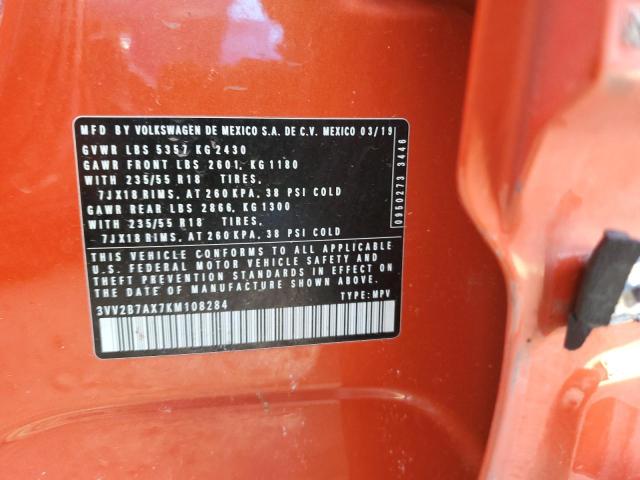 MFD BY VOLKSWAGEN DE MEXICO S.A. DE C.V. MEXICO 03/19
GVWR LBS 5357 KG 2430
GAWR FRONT LBS 2601, KG 1180
WITH 235/55 R18 TIRES,
7JX18 RIMS, AT 260 KPA, 38 PSI COLD
GAWR REAR LBS 2866, KG 1300
WITH 235/55 R18 TIRES,
7JX18 RIMS, AT 260 KPA, 38 PSI COLD
THIS VEHICLE CONFORMS TO ALL APPLICABLE
U.S. FEDERAL MOTOR VEHICLE SAFETY AND
THEFT PREVENTION STANDARDS IN EFFECT ON
THE DATE OF MANUFACTURE SHOWN ABOVE.
3VV2B7AX7KM108284 TYPE: MPV
0950273 3446